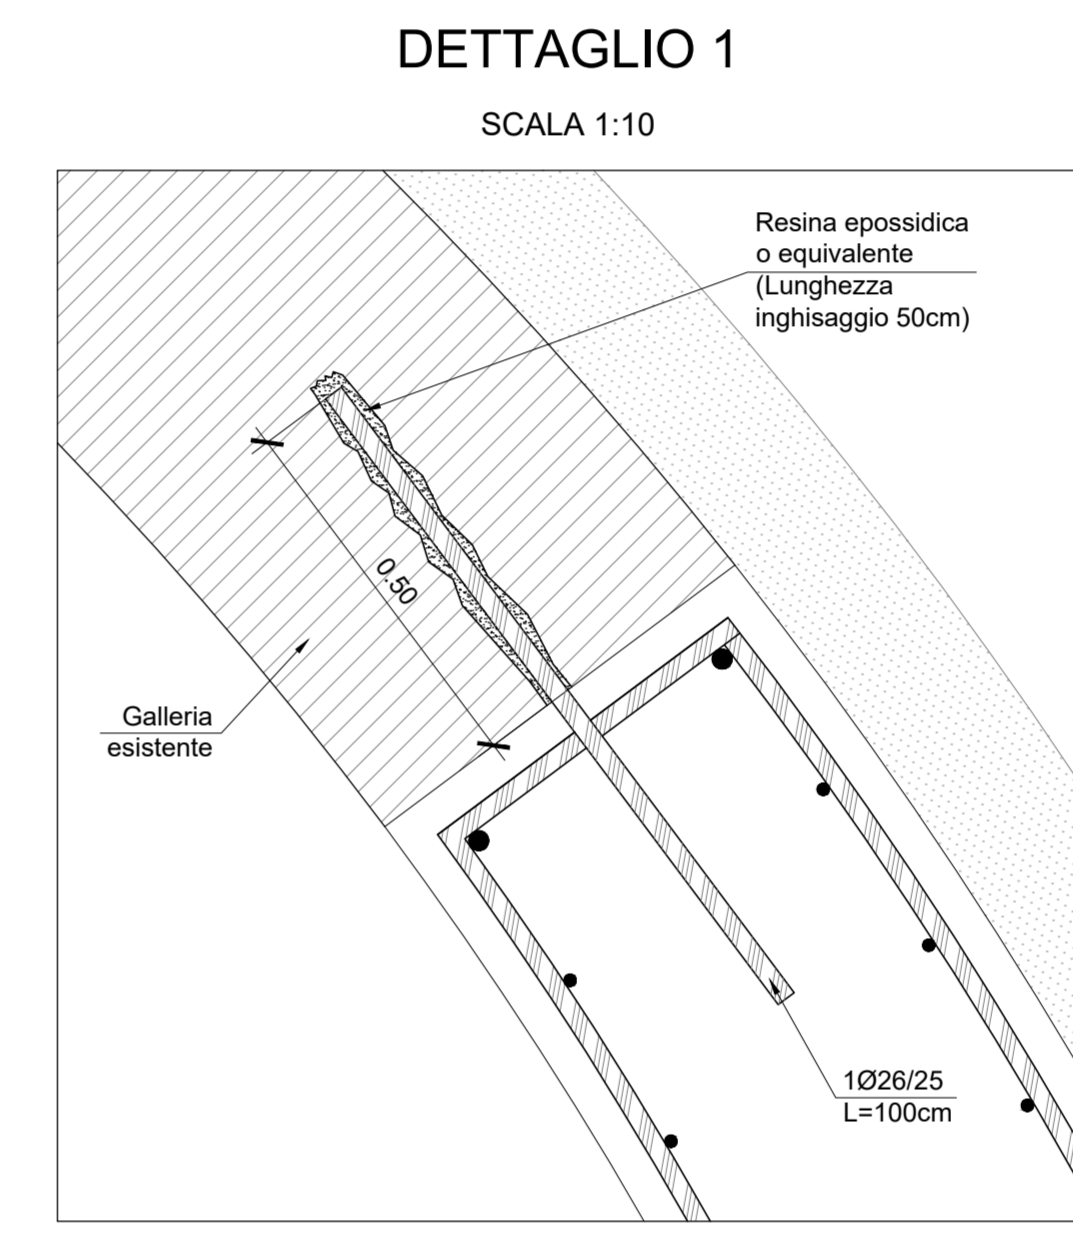 DETTAGLIO 1
SCALA 1:10
Resina epossidica
o equivalente
(Lunghezza
inghisaggio 50cm)
0.50
Galleria
esistente
1Ø26/25
L=100cm